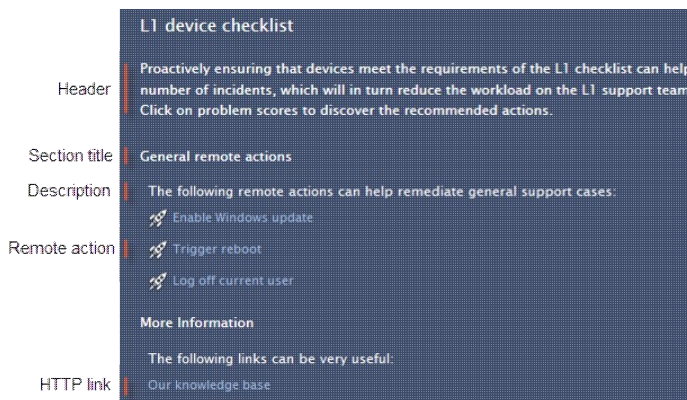 L1 device checklist
Header
Proactively ensuring that devices meet the requirements of the L1 checklist can help
number of incidents, which will in turn reduce the workload on the L1 support team
Click on problem scores to discover the recommended actions.
Section title
General remote actions
Description
The following remote actions can help remediate general support cases:
Enable Windows update
Remote action
Trigger reboot
Log off current user
More Information
The following links can be very useful:
HTTP link
Our knowledge base